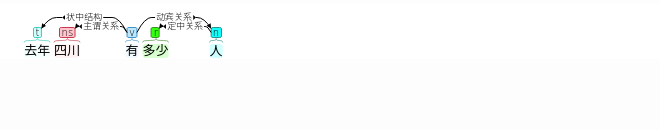 状中结构 动宾关系
主谓关系 定中关系
t ns v r n
去年 四川 有 多少 人